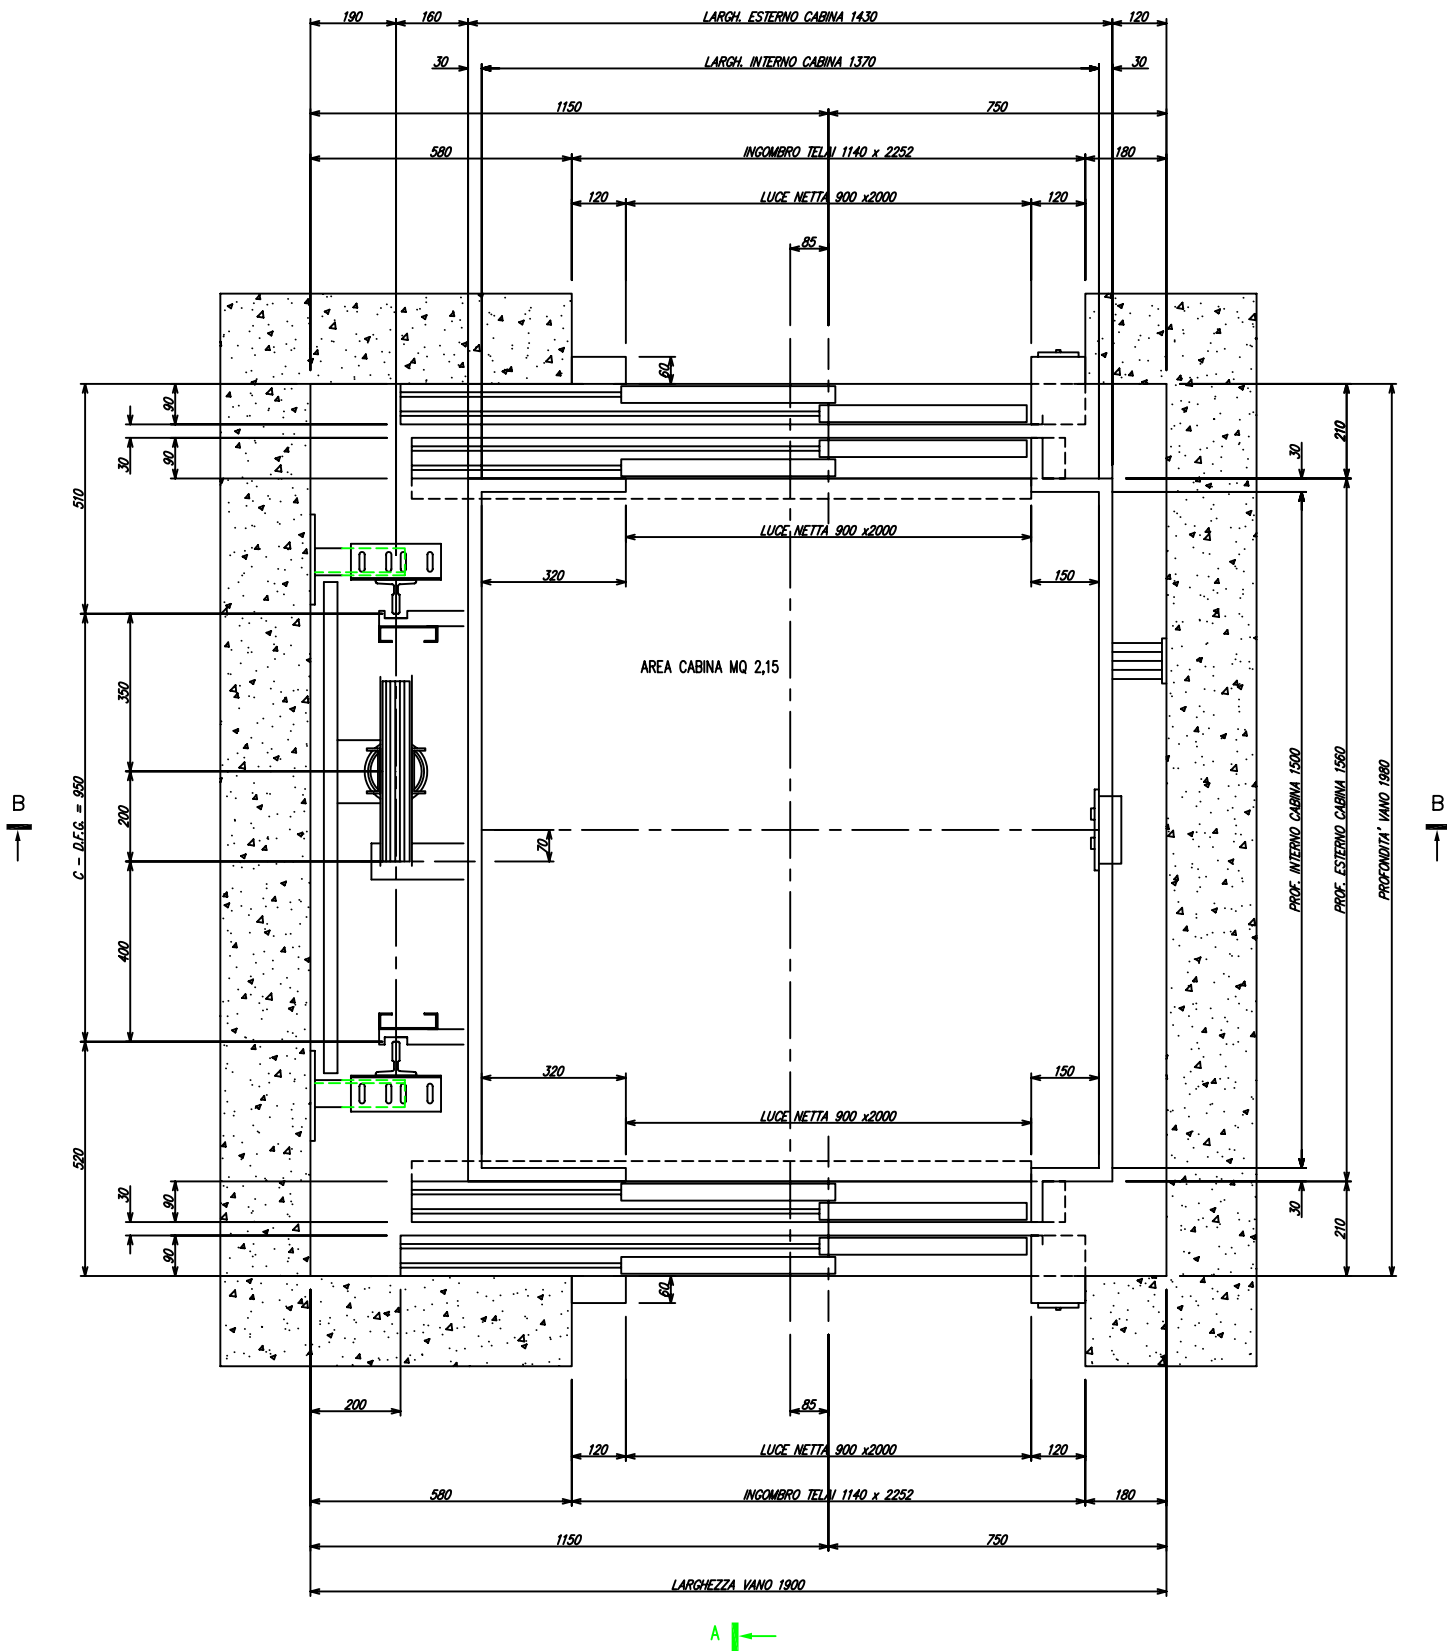 190
160
LARGH. ESTERNO CABINA 1430
120
30
LARGH. INTERNO CABINA 1370
30
1150
750
580
INGOMBRO TELAI 1140 x 2252
180
120
LUCE NETTA 900 x2000
120
85
60
90
30
90
510
210
30
LUCE NETTA 900 x2000
320
150
AREA CABINA MQ 2,15
350
C - D.F.G. = 950
200
70
400
PROF. INTERNO CABINA 1500
PROF. ESTERNO CABINA 1560
PROFONDITA' VANO 1980
B
B
320
150
LUCE NETTA 900 x2000
520
30
90
90
30
210
60
200
85
120
LUCE NETTA 900 x2000
120
580
INGOMBRO TELAI 1140 x 2252
180
1150
750
LARGHEZZA VANO 1900
A